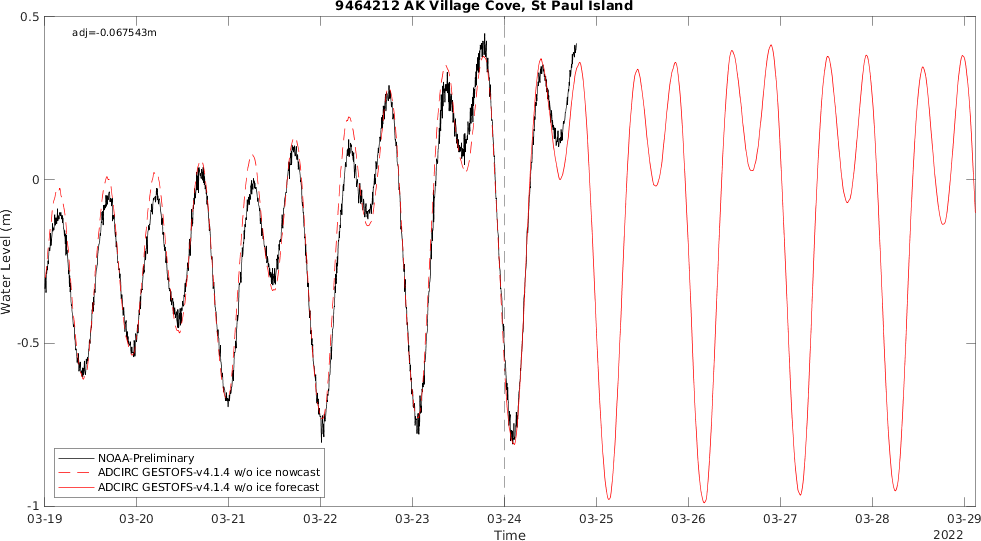 9464212 AK Village Cove, St Paul Island
adj=-0.067543m
0.5
0
-0.5
-1
Water Level (m)
NOAA-Preliminary
ADCIRC GESTOFS-v4.1.4 w/o ice nowcast
ADCIRC GESTOFS-v4.1.4 w/o ice forecast
03-19 03-20 03-21 03-22 03-23 03-24 03-25 03-26 03-27 03-28 03-29
Time
2022